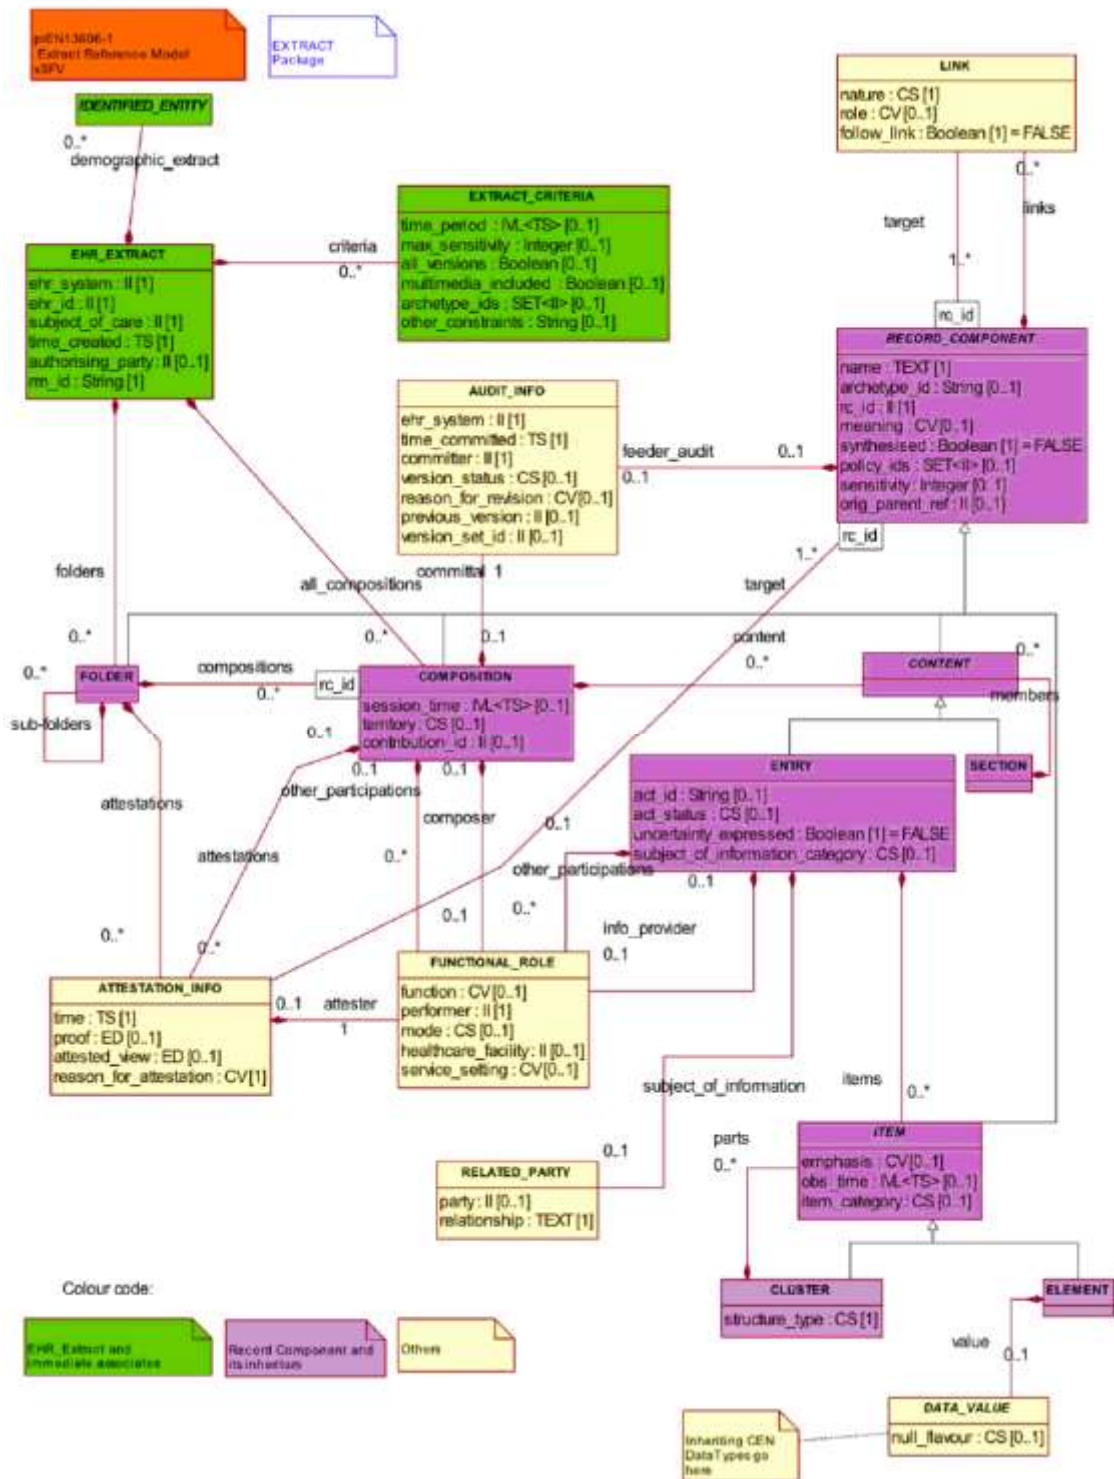 prEN13606-1
Extract Reference Model
v3FV
EXTRACT
Package
IDENTIFIED_ENTITY
0..*
demographic_extract
LINK
nature : CS [1]
role : CV [0..1]
follow_link : Boolean [1] = FALSE
0..*
links
target
1..*
rc_id
EXTRACT_CRITERIA
time_period : IVL<TS> [0..1]
max_sensitivity : Integer [0..1]
all_versions : Boolean [0..1]
multimedia_included : Boolean [0..1]
archetype_ids : SET<II> [0..1]
other_constraints : String [0..1]
criteria
0..*
EHR_EXTRACT
ehr_system : II [1]
ehr_id : II [1]
subject_of_care : II [1]
time_created : TS [1]
authorising_party : II [0..1]
rm_id : String [1]
RECORD_COMPONENT
name : TEXT [1]
archetype_id : String [0..1]
rc_id : II [1]
meaning : CV [0..1]
synthesised : Boolean [1] = FALSE
policy_ids : SET<II> [0..1]
sensitivity : Integer [0..1]
orig_parent_ref : II [0..1]
rc_id
AUDIT_INFO
ehr_system : II [1]
time_committed : TS [1]
committer : II [1]
version_status : CS [0..1]
reason_for_revision : CV [0..1]
previous_version : II [0..1]
version_set_id : II [0..1]
feeder_audit
0..1
0..1
committal 1
target
1..*
folders
all_compositions
0..*
0..*
0..1
content
0..*
0..*
0..*
FOLDER
compositions
0..*
rc_id
sub-folders
COMPOSITION
session_time : IVL<TS> [0..1]
territory : CS [0..1]
contribution_id : II [0..1]
CONTENT
members
SECTION
ENTRY
act_id : String [0..1]
act_status : CS [0..1]
uncertainty_expressed : Boolean [1] = FALSE
subject_of_information_category : CS [0..1]
0..1
0..1
0..1
other_participations
composer
attestations
attestations
0..1
other_participations
0..1
0..*
0..1
0..*
info_provider
0..1
0..*
0..*
ATTESTATION_INFO
time : TS [1]
proof : ED [0..1]
attested_view : ED [0..1]
reason_for_attestation : CV [1]
0..1
attester
1
FUNCTIONAL_ROLE
function : CV [0..1]
performer : II [1]
mode : CS [0..1]
healthcare_facility : II [0..1]
service_setting : CV [0..1]
subject_of_information
0..1
items
0..*
RELATED_PARTY
party : II [0..1]
relationship : TEXT [1]
parts
0..*
ITEM
emphasis : CV [0..1]
obs_time : IVL<TS> [0..1]
item_category : CS [0..1]
CLUSTER
structure_type : CS [1]
ELEMENT
value
0..1
DATA_VALUE
null_flavour : CS [0..1]
Inheriting CEN
DataTypes go
here
Colour code:
EHR_Extract and
immediate associates
Record Component and
its inheritors
Others